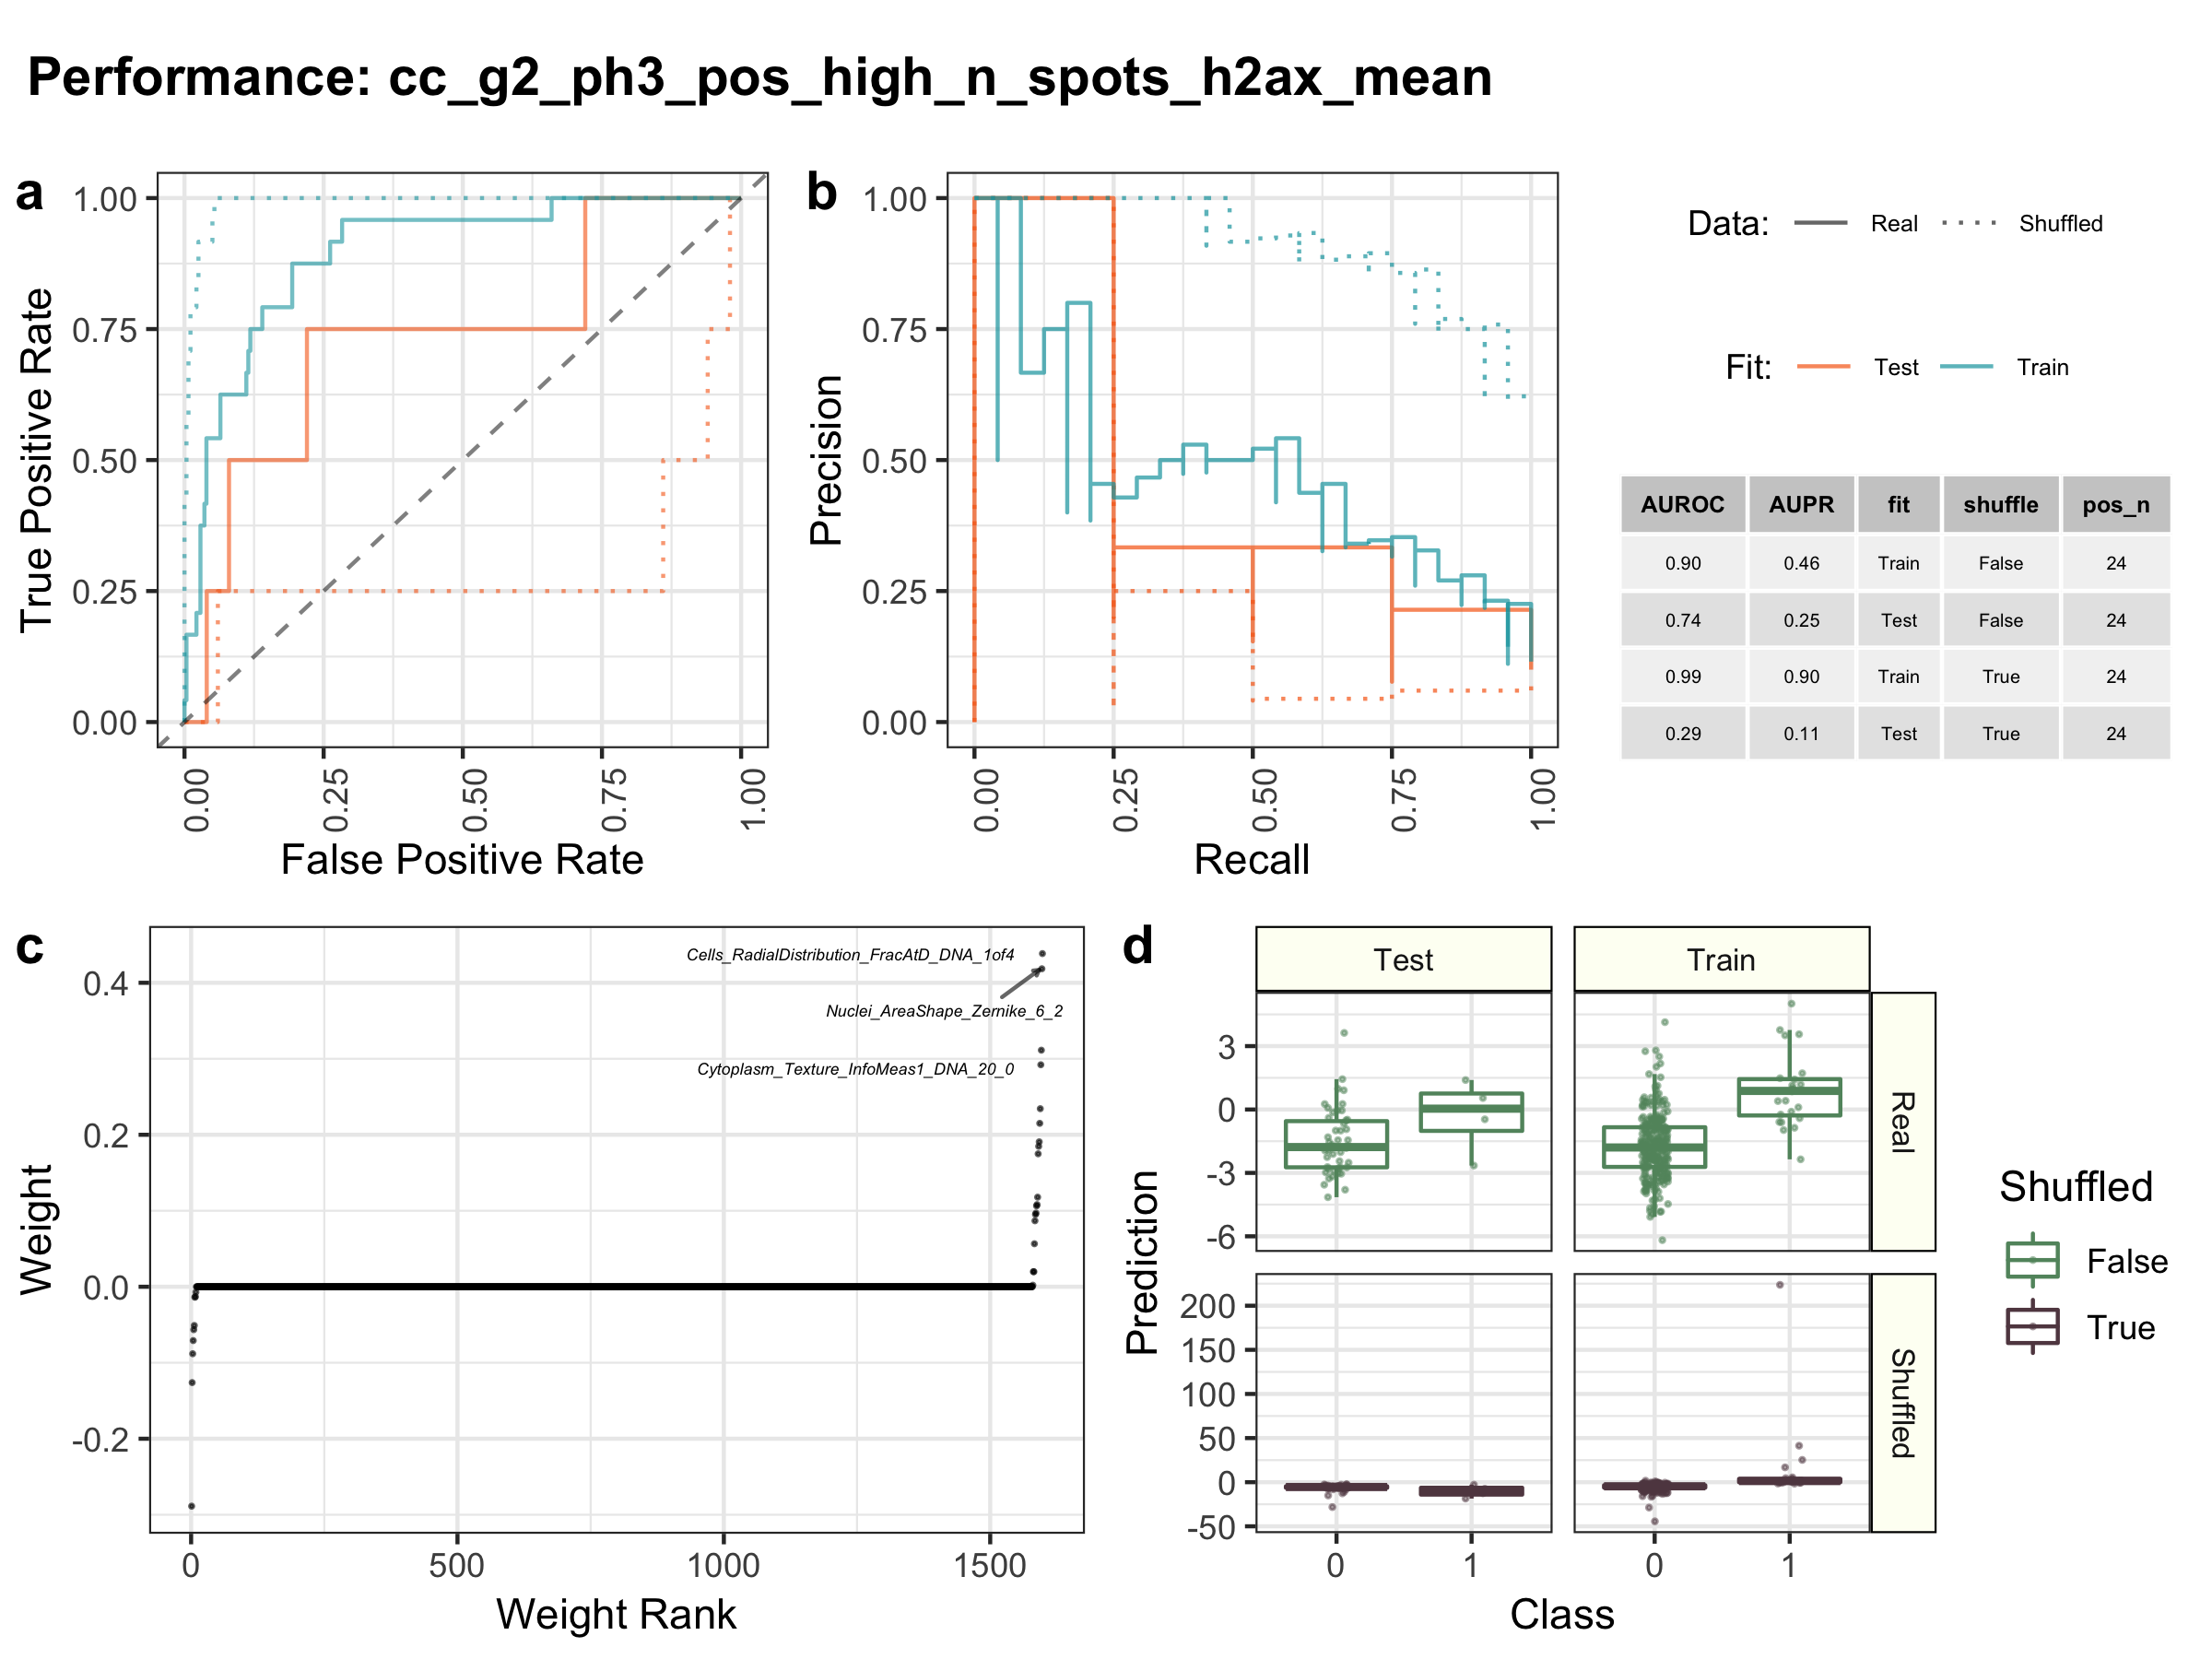 Performance: cc_g2_ph3_pos_high_n_spots_h2ax_mean
a
1.00
0.75
0.50
0.25
0.00
True Positive Rate
0.00
0.25
0.50
0.75
1.00
False Positive Rate
b
1.00
0.75
0.50
0.25
0.00
Precision
0.00
0.25
0.50
0.75
1.00
Recall
Data: Real Shuffled
Fit: Test Train
AUROC AUPR fit shuffle pos_n
0.90 0.46 Train False 24
0.74 0.25 Test False 24
0.99 0.90 Train True 24
0.29 0.11 Test True 24
c
0.4
0.2
0.0
-0.2
Weight
Cells_RadialDistribution_FracAtD_DNA_1of4
Nuclei_AreaShape_Zernike_6_2
Cytoplasm_Texture_InfoMeas1_DNA_20_0
0
500
1000
1500
Weight Rank
d
Test
Train
Real
Shuffled
3
0
-3
-6
200
150
100
50
0
-50
Prediction
0
1
0
1
Class
Shuffled
False
True